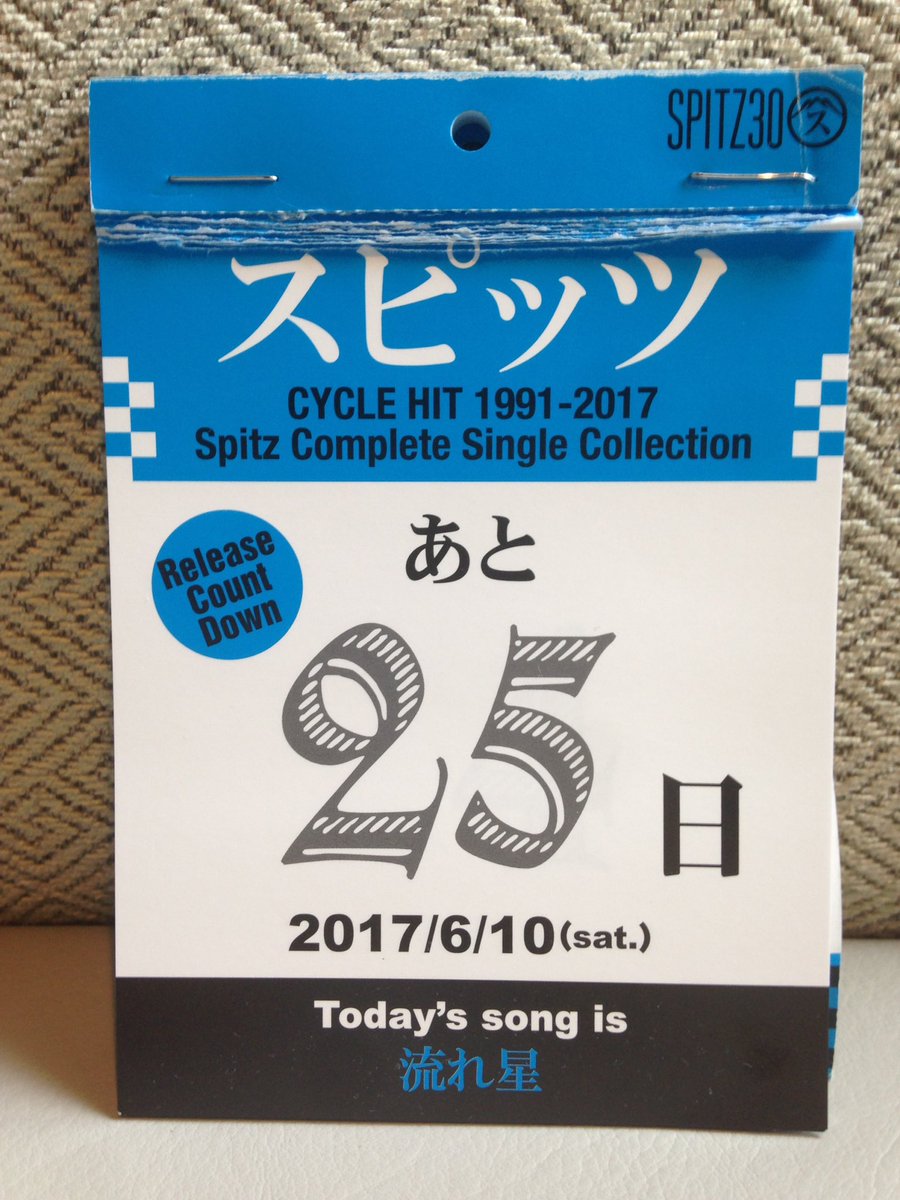 SPITZ30 ス
スピッツ
CYCLE HIT 1991-2017
Spitz Complete Single Collection
Release
Count
Down
あと
25
日
2017/6/10(sat.)
Today's song is
流れ星